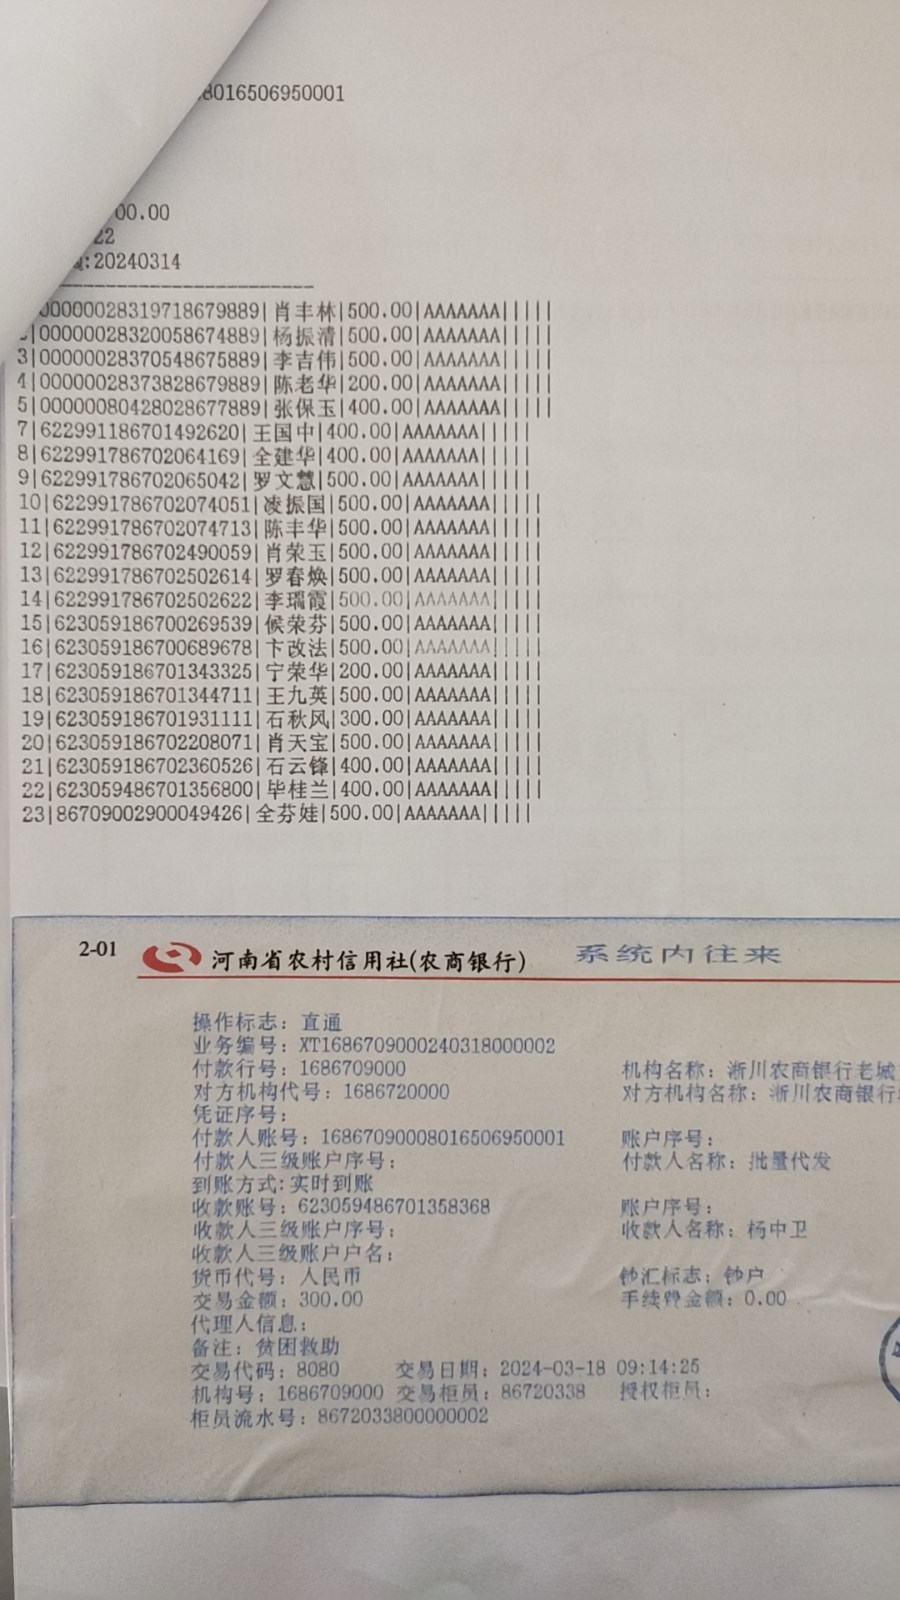 8016506950001
00.00
22
:20240314
------------------------
00000028319718679889|肖丰林|500.00|AAAAAAA|||||
|00000028320058674889|杨振清|500.00|AAAAAAA|||||
3|00000028370548675889|李吉伟|500.00|AAAAAAA|||||
4|00000028373828679889|陈老华|200.00|AAAAAAA|||||
5|00000080428028677889|张保玉|400.00|AAAAAAA|||||
7|622991186701492620|王国中|400.00|AAAAAAA|||||
8|622991786702064169|全建华|400.00|AAAAAAA|||||
9|622991786702065042|罗文慧|500.00|AAAAAAA|||||
10|622991786702074051|凌振国|500.00|AAAAAAA|||||
11|622991786702074713|陈丰华|500.00|AAAAAAA|||||
12|622991786702490059|肖荣玉|500.00|AAAAAAA|||||
13|622991786702502614|罗春焕|500.00|AAAAAAA|||||
14|622991786702502622|李瑞霞|500.00|AAAAAAA|||||
15|623059186700269539|候荣芬|500.00|AAAAAAA|||||
16|623059186700689678|卞改法|500.00|AAAAAAA|||||
17|623059186701343325|宁荣华|200.00|AAAAAAA|||||
18|623059186701344711|王九英|500.00|AAAAAAA|||||
19|623059186701931111|石秋风|300.00|AAAAAAA|||||
20|623059186702208071|肖天宝|500.00|AAAAAAA|||||
21|623059186702360526|石云锋|400.00|AAAAAAA|||||
22|623059486701356800|毕桂兰|400.00|AAAAAAA|||||
23|86709002900049426|全芬娃|500.00|AAAAAAA|||||
2-01 河南省农村信用社(农商银行) 系统内往来
操作标志：直通
业务编号：XT1686709000240318000002
付款行号：1686709000 机构名称：淅川农商银行老城
对方机构代号：1686720000 对方机构名称：淅川农商银行
凭证序号：
付款人账号：16867090008016506950001 账户序号：
付款人三级账户序号： 付款人名称：批量代发
到账方式:实时到账
收款账号：623059486701358368 账户序号：
收款人三级账户序号： 收款人名称：杨中卫
收款人三级账户户名：
货币代号：人民币 钞汇标志：钞户
交易金额：300.00 手续费金额：0.00
代理人信息：
备注：贫困救助
交易代码：8080 交易日期：2024-03-18 09:14:25
机构号：1686709000 交易柜员：86720338 授权柜员：
柜员流水号：8672033800000002